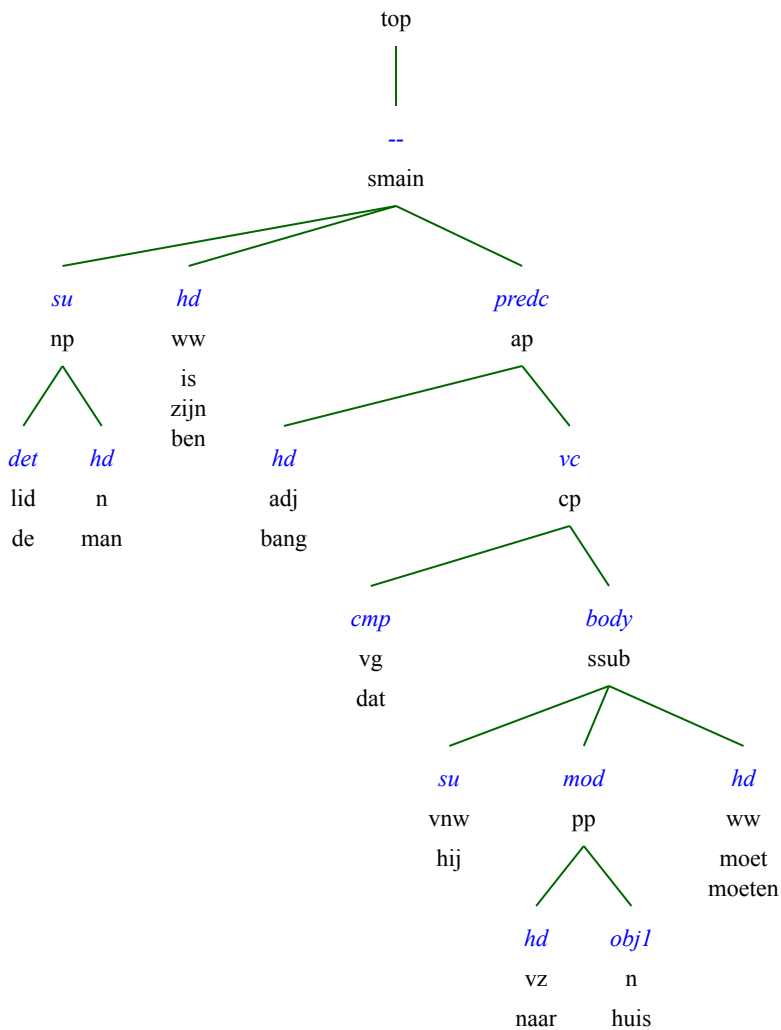 top
--
smain
su hd predc
np ww ap
is
zijn
ben
det hd hd vc
lid n adj cp
de man bang
cmp body
vg ssub
dat
su mod hd
vnw pp ww
hij moet
moeten
hd obj1
vz n
naar huis